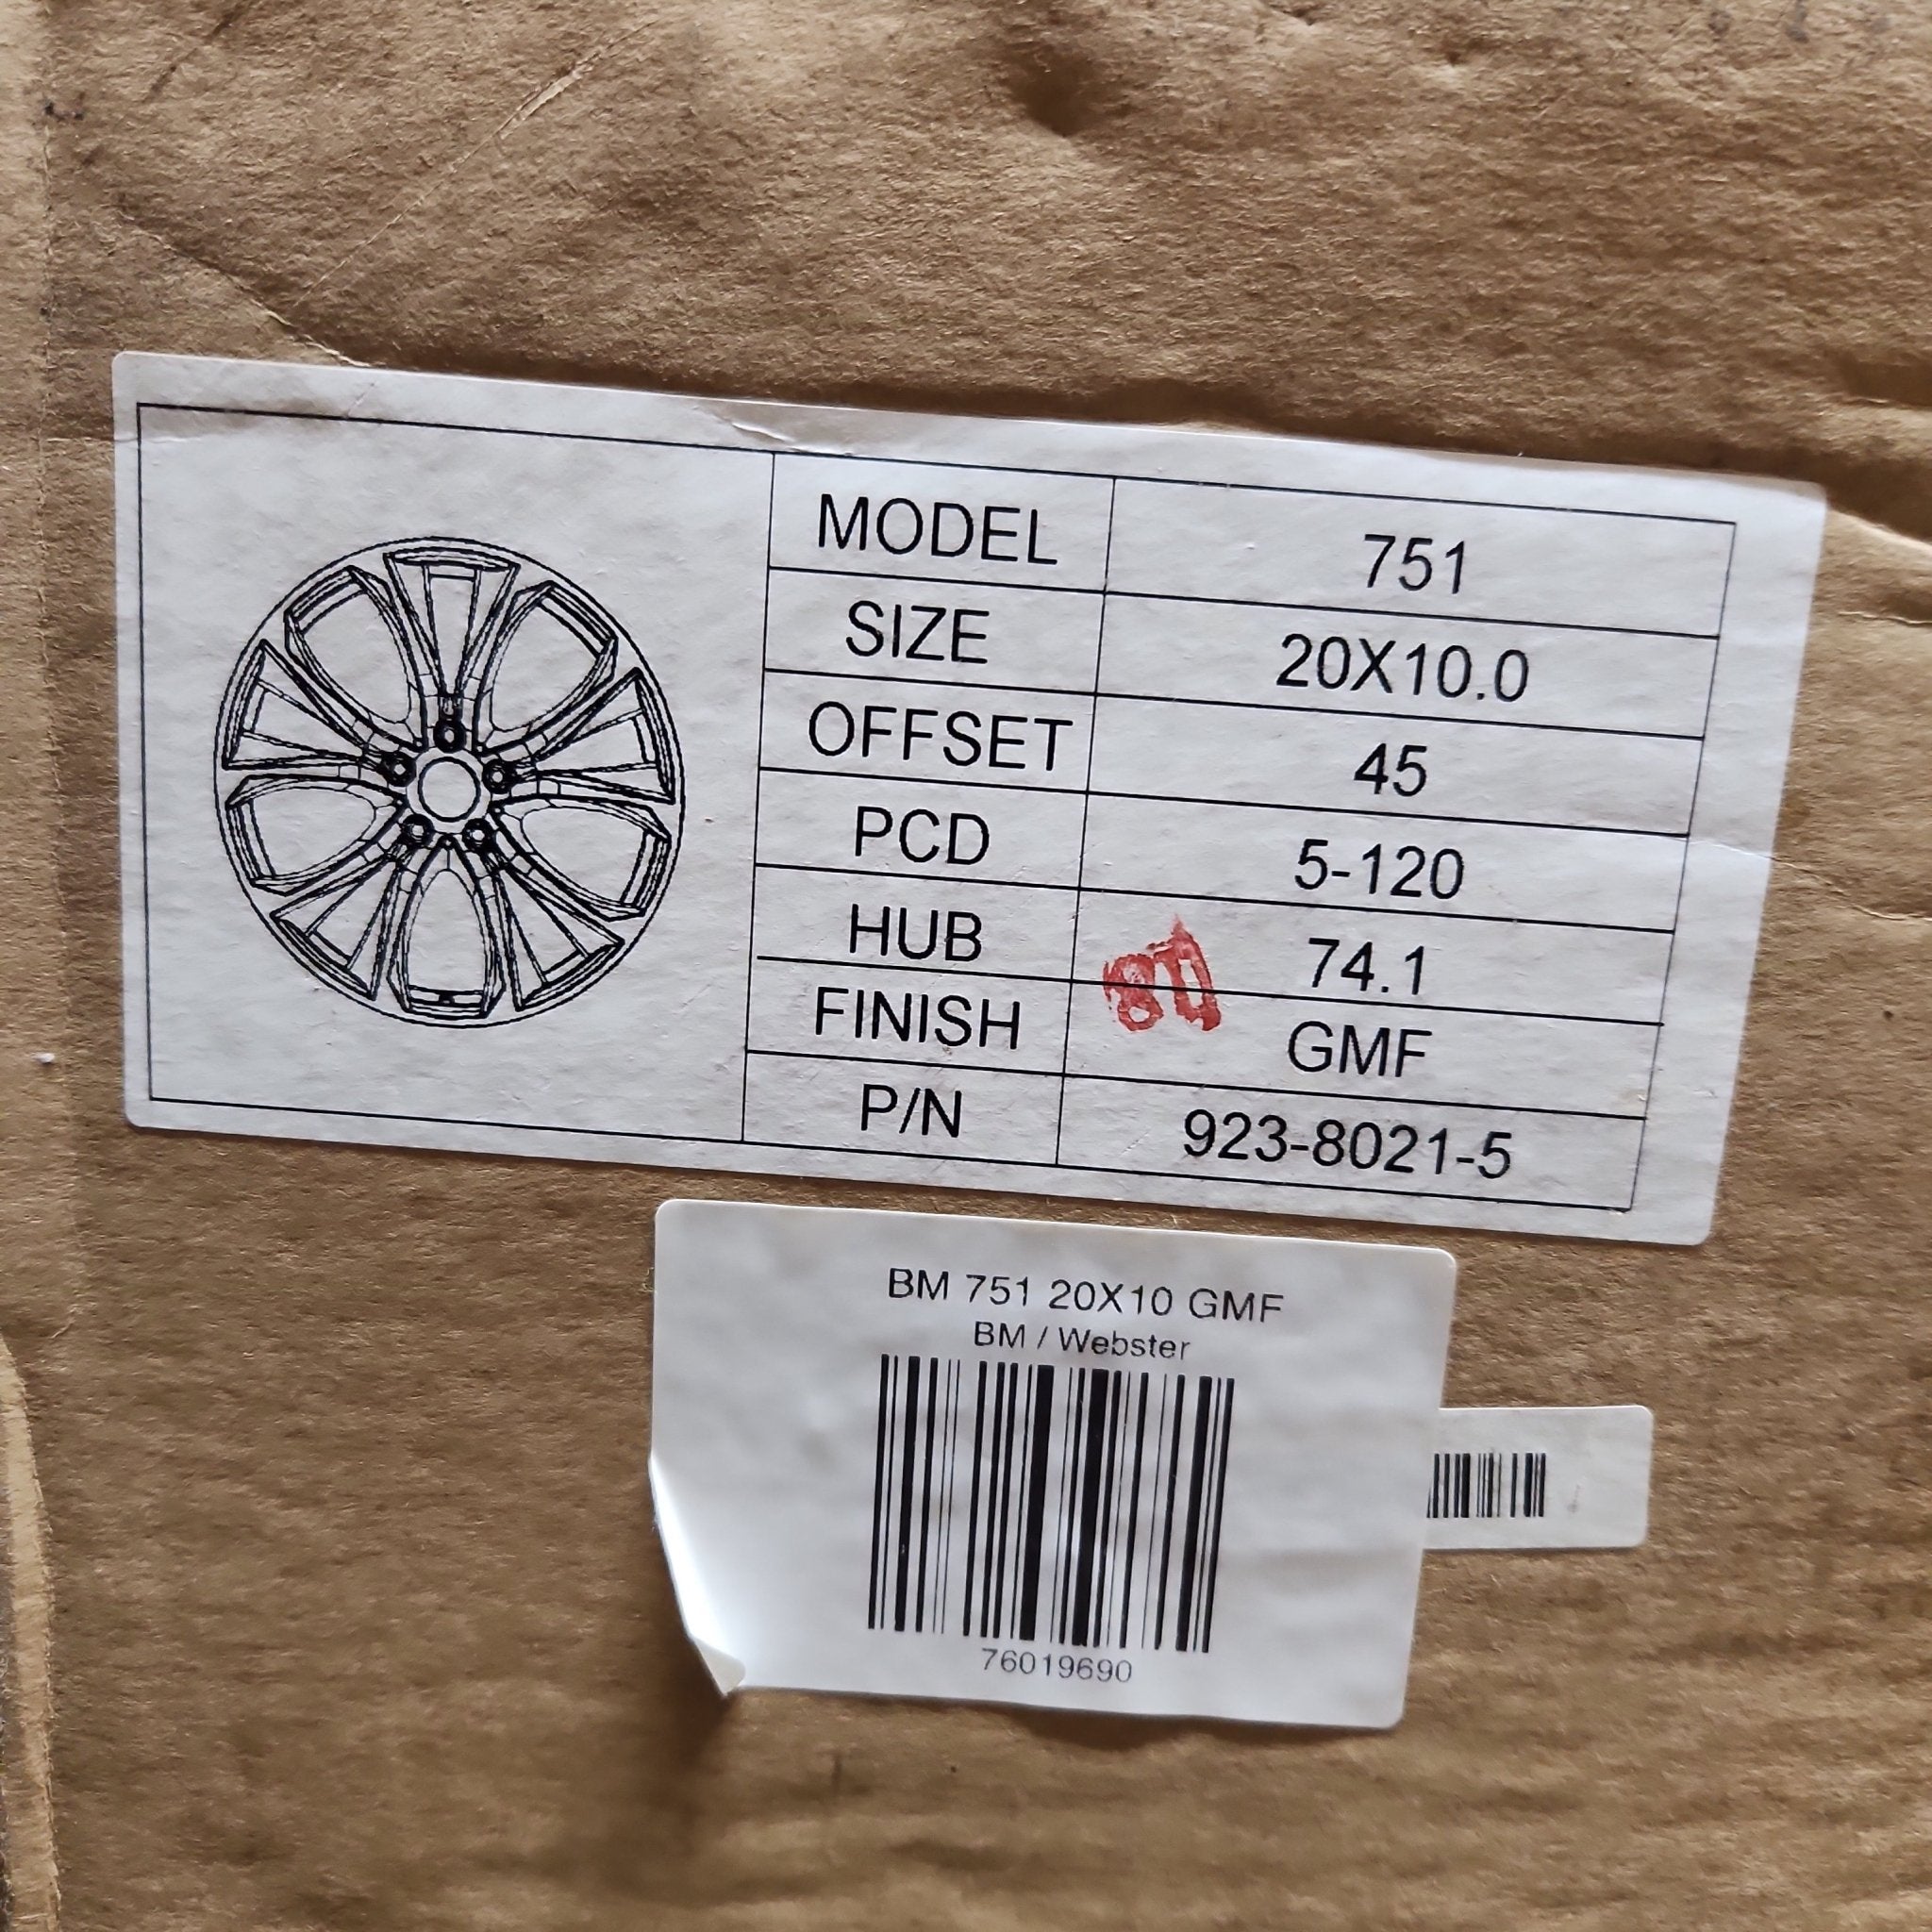 MODEL 751
SIZE 20X10.0
OFFSET 45
PCD 5-120
HUB 74.1
FINISH GMF
P/N 923-8021-5
BM 751 20X10 GMF
BM / Webster
76019690